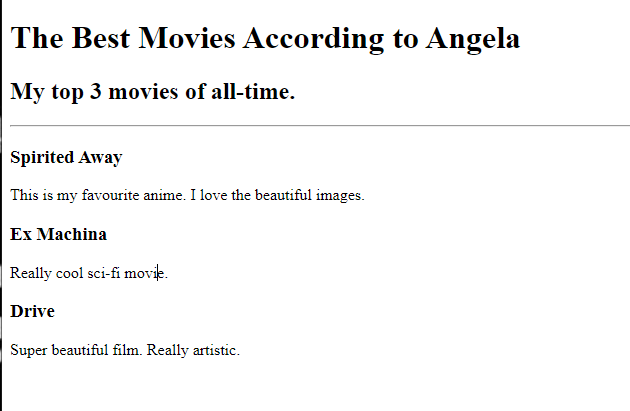 The Best Movies According to Angela
My top 3 movies of all-time.
Spirited Away
This is my favourite anime. I love the beautiful images.
Ex Machina
Really cool sci-fi movie.
Drive
Super beautiful film. Really artistic.